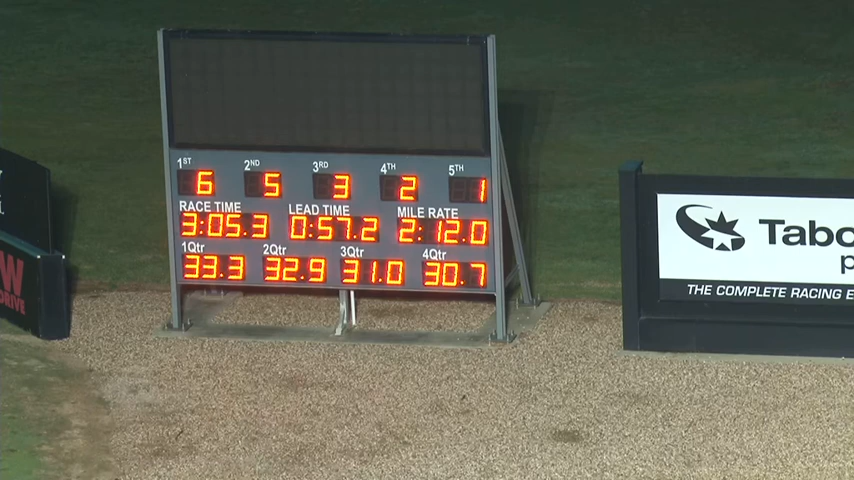 1ST 2ND 3RD 4TH 5TH
6 5 3 2 1
RACE TIME LEAD TIME MILE RATE
3:05.3 0:57.2 2:12.0
1Qtr 2Qtr 3Qtr 4Qtr
33.3 32.9 31.0 30.7
W
DRIVE
Tabc
p
THE COMPLETE RACING E